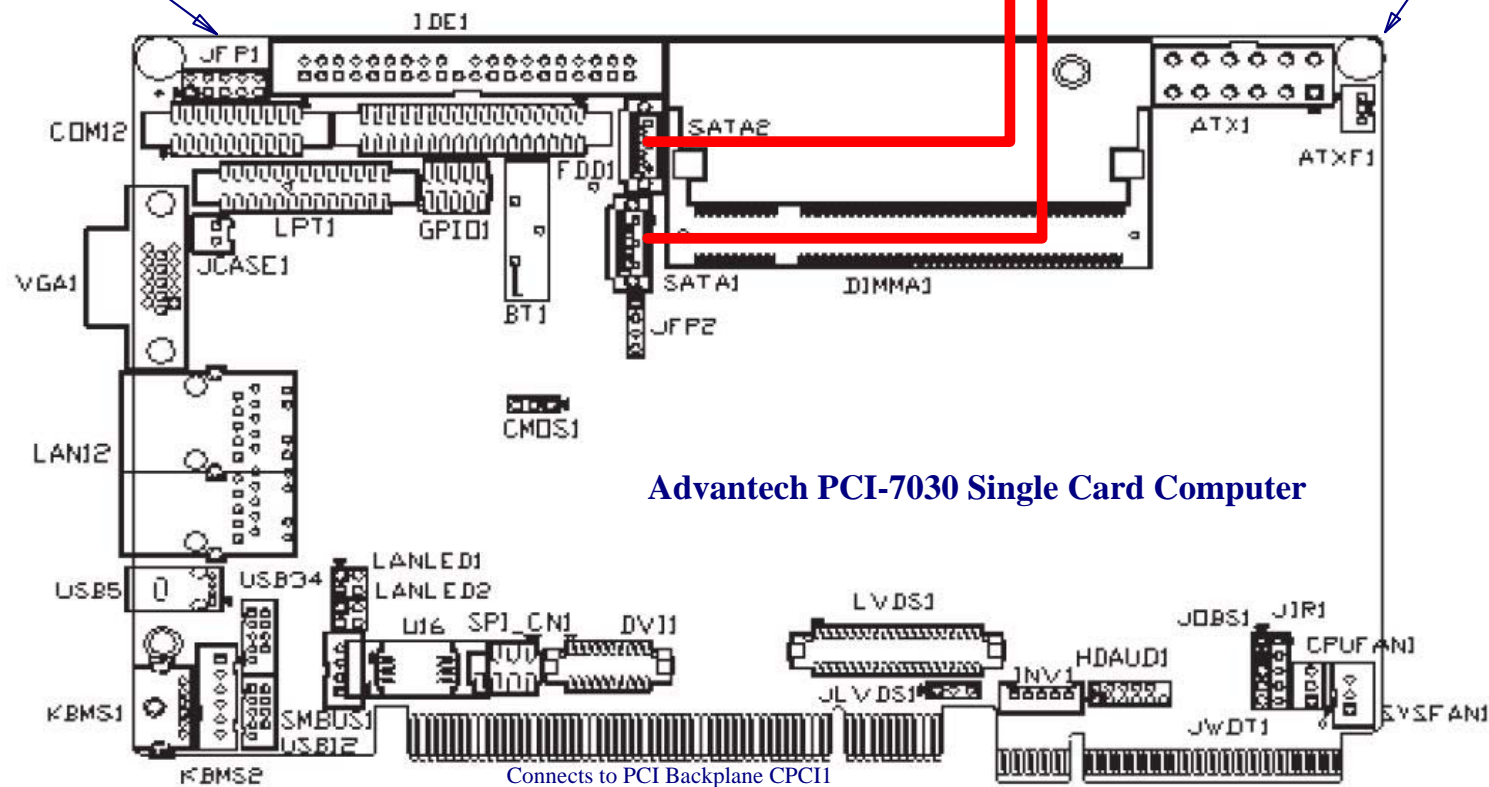 IDE1
JFP1
COM12
SATA2
ATX1
ATXF1
FDD1
LPT1
GPIO1
JCASE1
VGA1
SATA1
DIMMA1
BT1
JFP2
CMOS1
LAN12
Advantech PCI-7030 Single Card Computer
LANLED1
USB34
USB5
LANLED2
LVDS1
U16
SPI_CN1
DVI1
JOBS1
JIR1
CPUFAN1
HDAUD1
INV1
JLVDS1
KBMS1
SMBUS1
SYSFAN1
JWDT1
USB12
KBMS2
Connects to PCI Backplane CPCI1